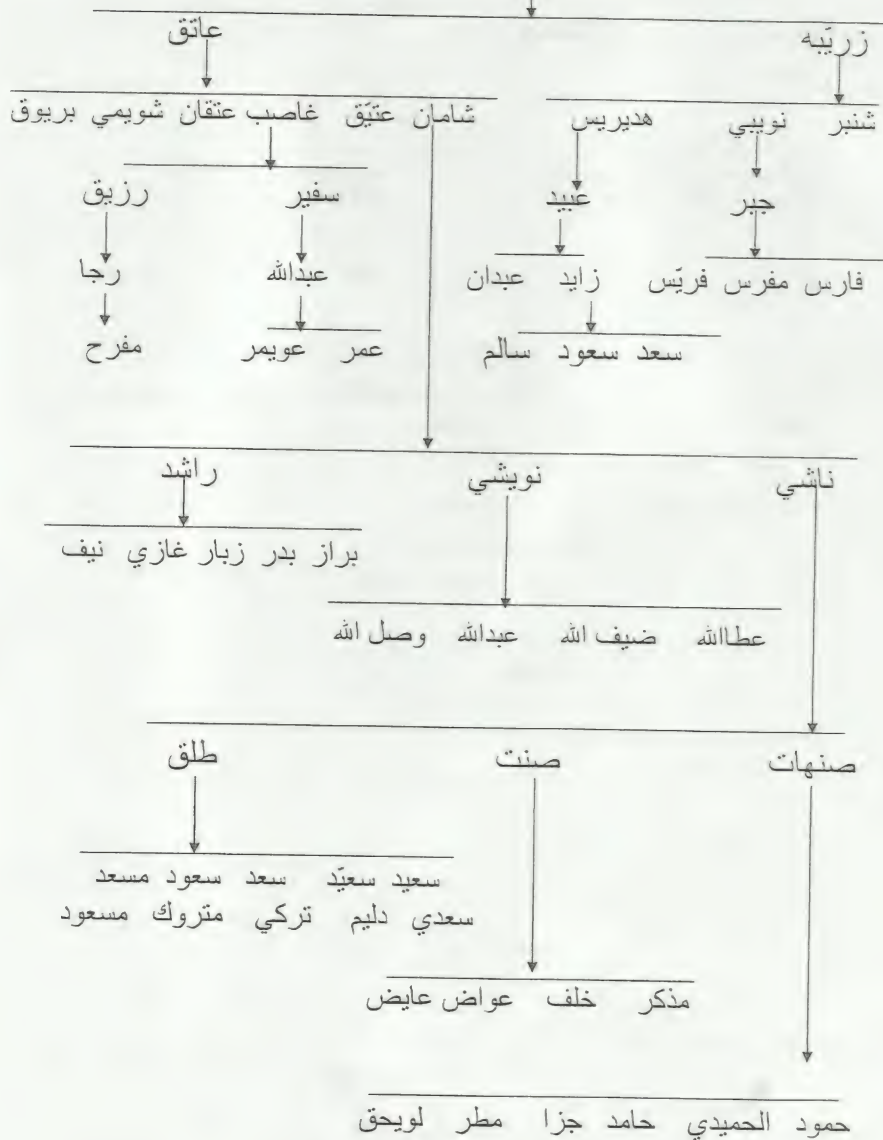 زريّبه عاتق
شنبر نويبي هديريس شامان عتيّق غاصب عتقان شويمي بريوق
جبر عبيد سفير رزيق
فارس مفرس فريّس زايد عبدان عبدالله رجا
سعد سعود سالم عمر عويمر مفرح
ناشي نويشي راشد
براز بدر زبار غازي نيف
عطاالله ضيف الله عبدالله وصل الله
صنهات صنت طلق
سعيد سعيّد سعد سعود مسعد
سعدي دليم تركي متروك مسعود
مذكر خلف عواض عايض
حمود الحميدي حامد جزا مطر لويحق